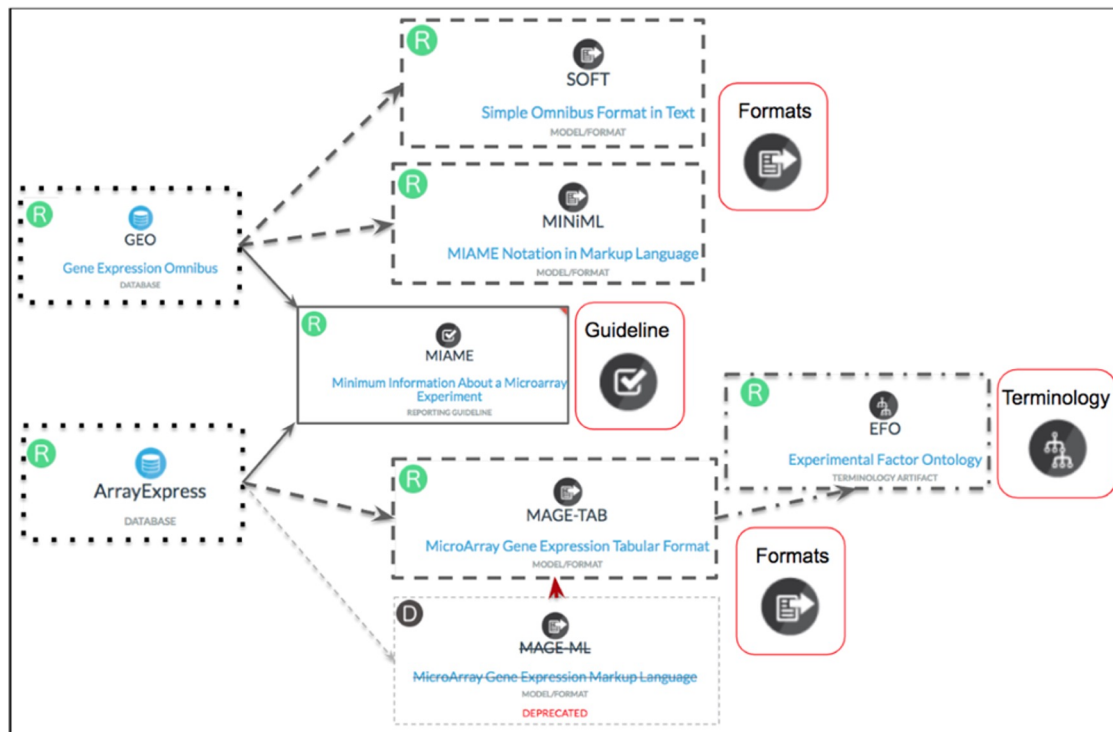 R
SOFT
Simple Omnibus Format in Text
MODEL/FORMAT
Formats
R
MINiML
MIAME Notation in Markup Language
MODEL/FORMAT
R
GEO
Gene Expression Omnibus
DATABASE
R
MIAME
Minimum Information About a Microarray
Experiment
REPORTING GUIDELINE
Guideline
R
EFO
Experimental Factor Ontology
TERMINOLOGY ARTIFACT
Terminology
R
ArrayExpress
DATABASE
R
MAGE-TAB
MicroArray Gene Expression Tabular Format
MODEL/FORMAT
Formats
D
MAGE-ML
MicroArray Gene Expression Markup Language
MODEL/FORMAT
DEPRECATED